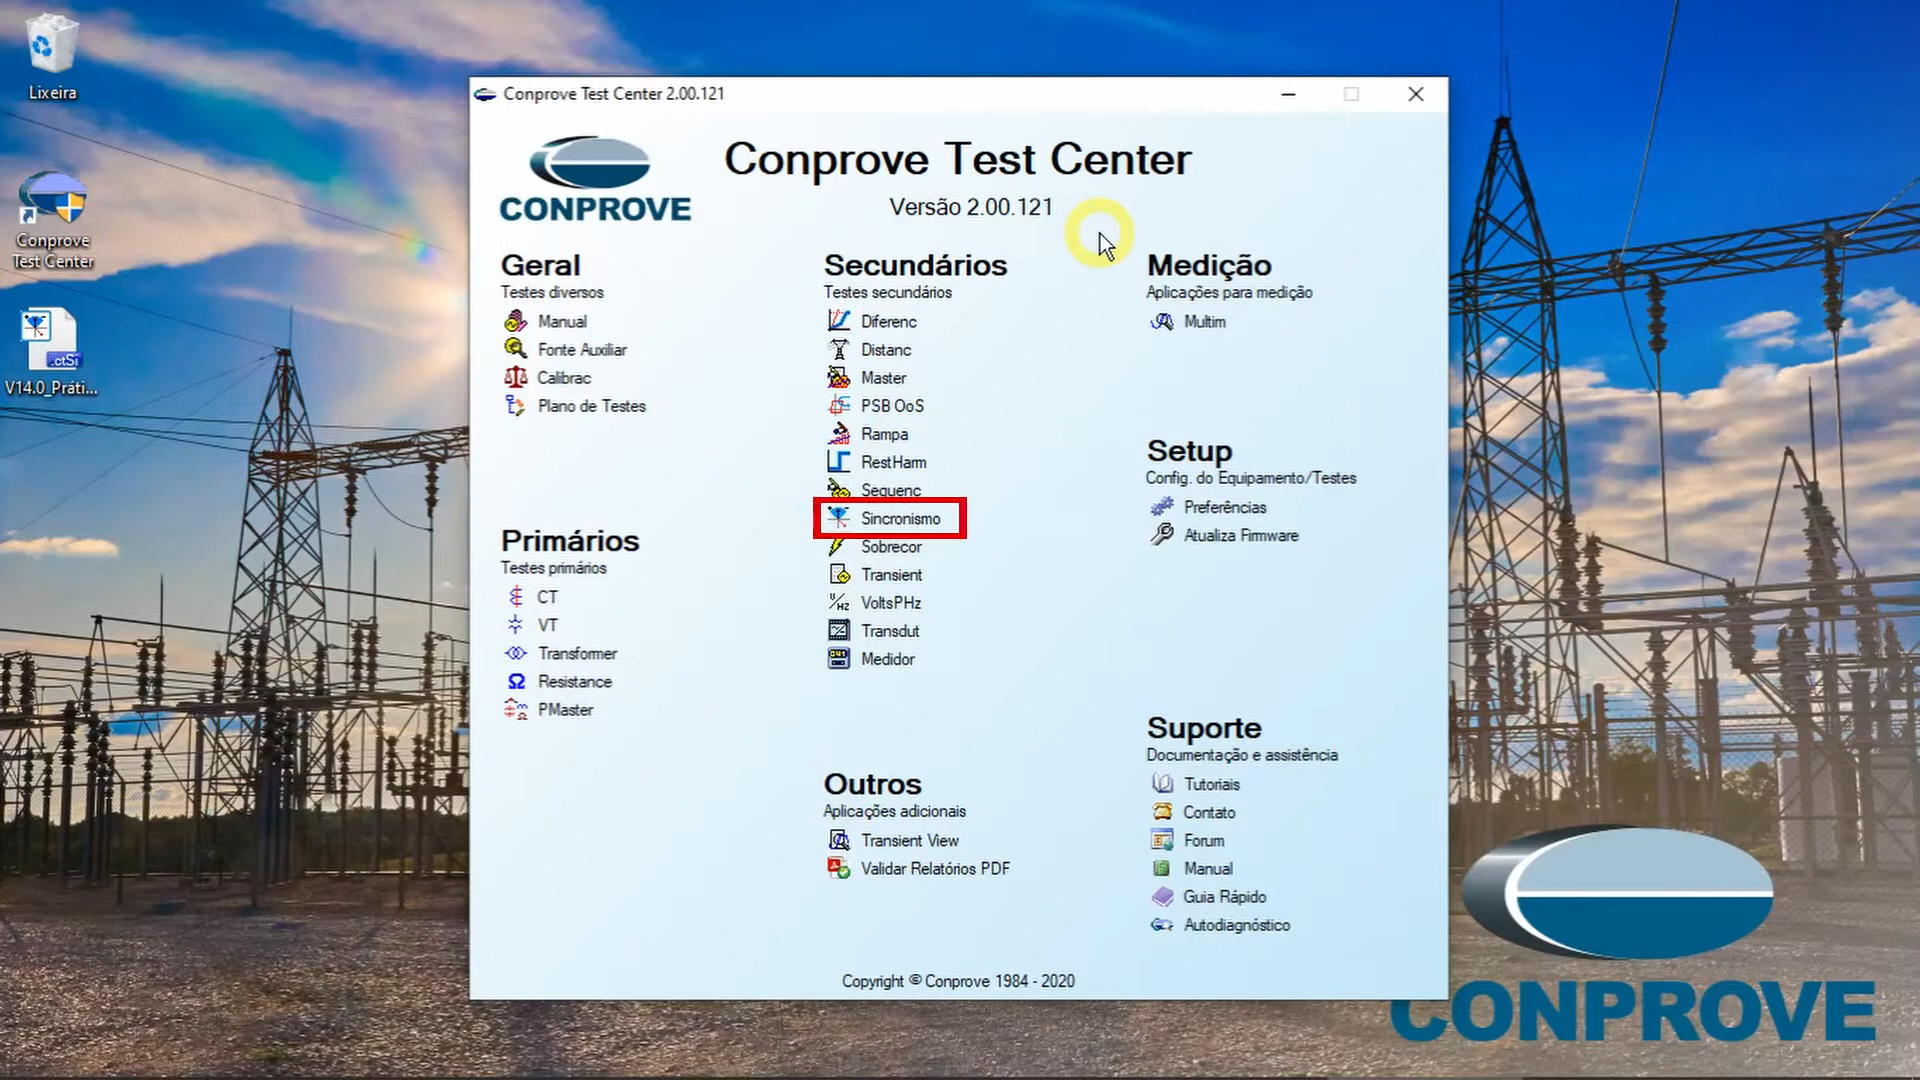 Lixeira
Conprove
Test Center
.ctSi
V14.0_Práti...
Conprove Test Center 2.00.121
CONPROVE
Conprove Test Center
Versão 2.00.121
Geral
Testes diversos
Manual
Fonte Auxiliar
Calibrac
Plano de Testes
Primários
Testes primários
CT
VT
Transformer
Resistance
PMaster
Secundários
Testes secundários
Diferenc
Distanc
Master
PSB OoS
Rampa
RestHarm
Sequenc
Sincronismo
Sobrecor
Transient
VoltsPHz
Transdut
Medidor
Outros
Aplicações adicionais
Transient View
Validar Relatórios PDF
Medição
Aplicações para medição
Multim
Setup
Config. do Equipamento/Testes
Preferências
Atualiza Firmware
Suporte
Documentação e assistência
Tutoriais
Contato
Forum
Manual
Guia Rápido
Autodiagnóstico
Copyright © Conprove 1984 - 2020
CONPROVE